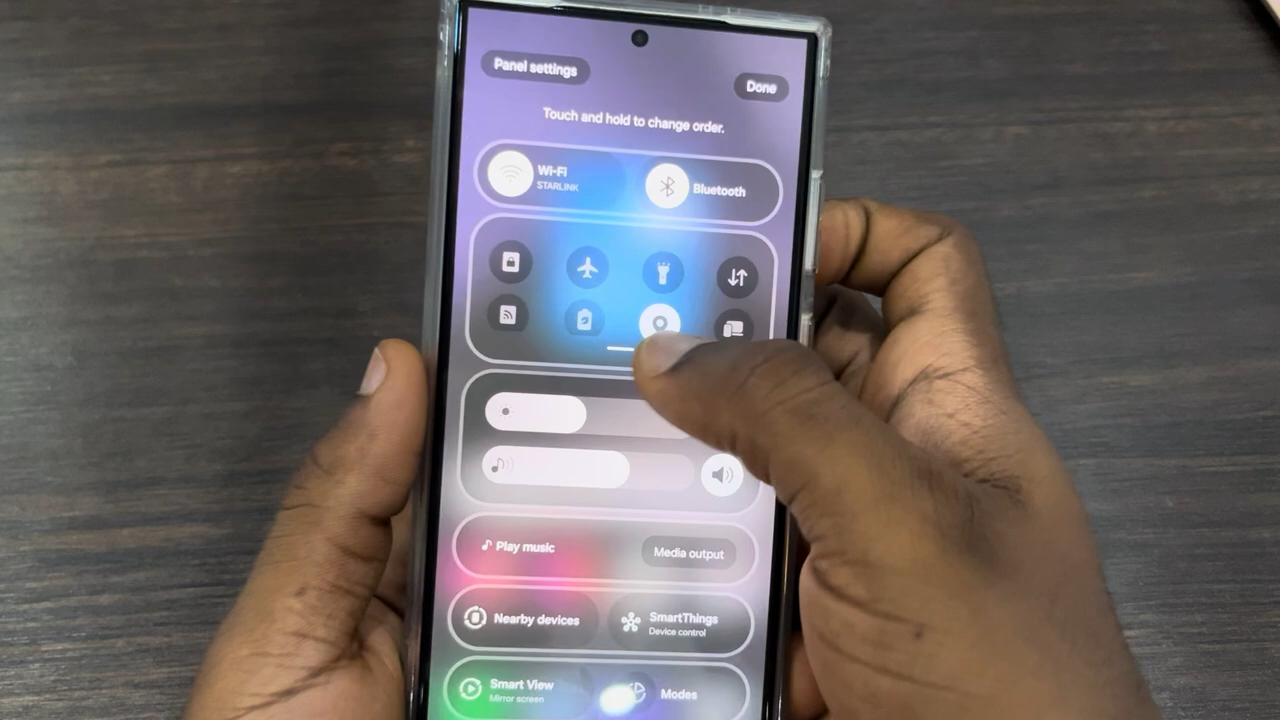 Panel settings
Done
Touch and hold to change order.
Wi-Fi
STARLINK
Bluetooth
Play music
Media output
Nearby devices
SmartThings
Device control
Smart View
Mirror screen
Modes